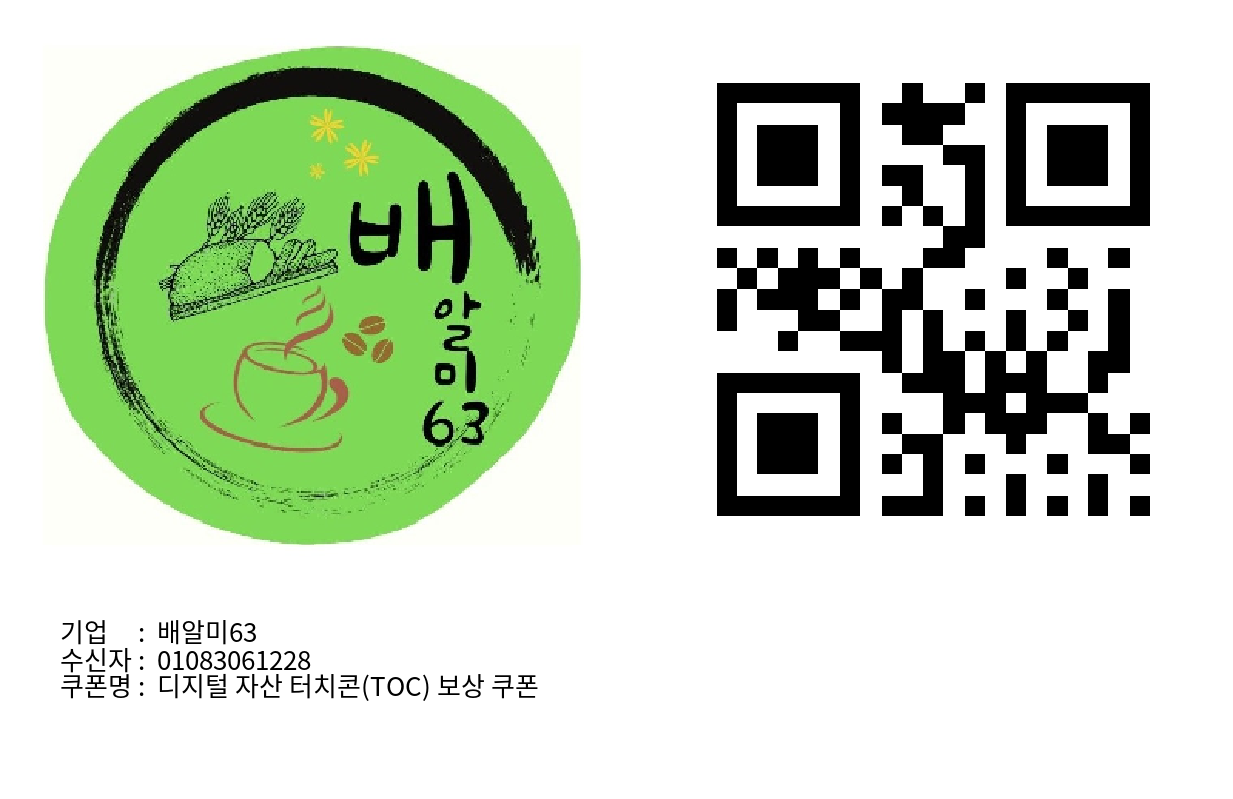 배
알
미
63
기업 : 배알미63
수신자 : 01083061228
쿠폰명 : 디지털 자산 터치콘(TOC) 보상 쿠폰